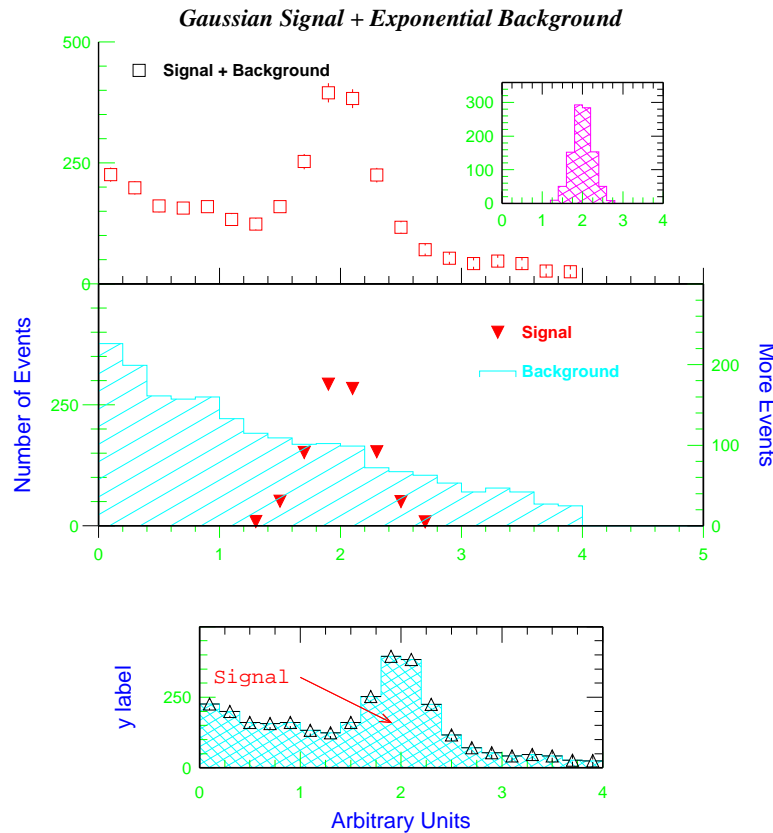 Gaussian Signal + Exponential Background
500
250
0
Signal + Background
300
200
100
0
0 1 2 3 4
Number of Events
250
0
Signal
Background
200
100
0
More Events
0 1 2 3 4 5
y label
250
0
Signal
0 1 2 3 4
Arbitrary Units